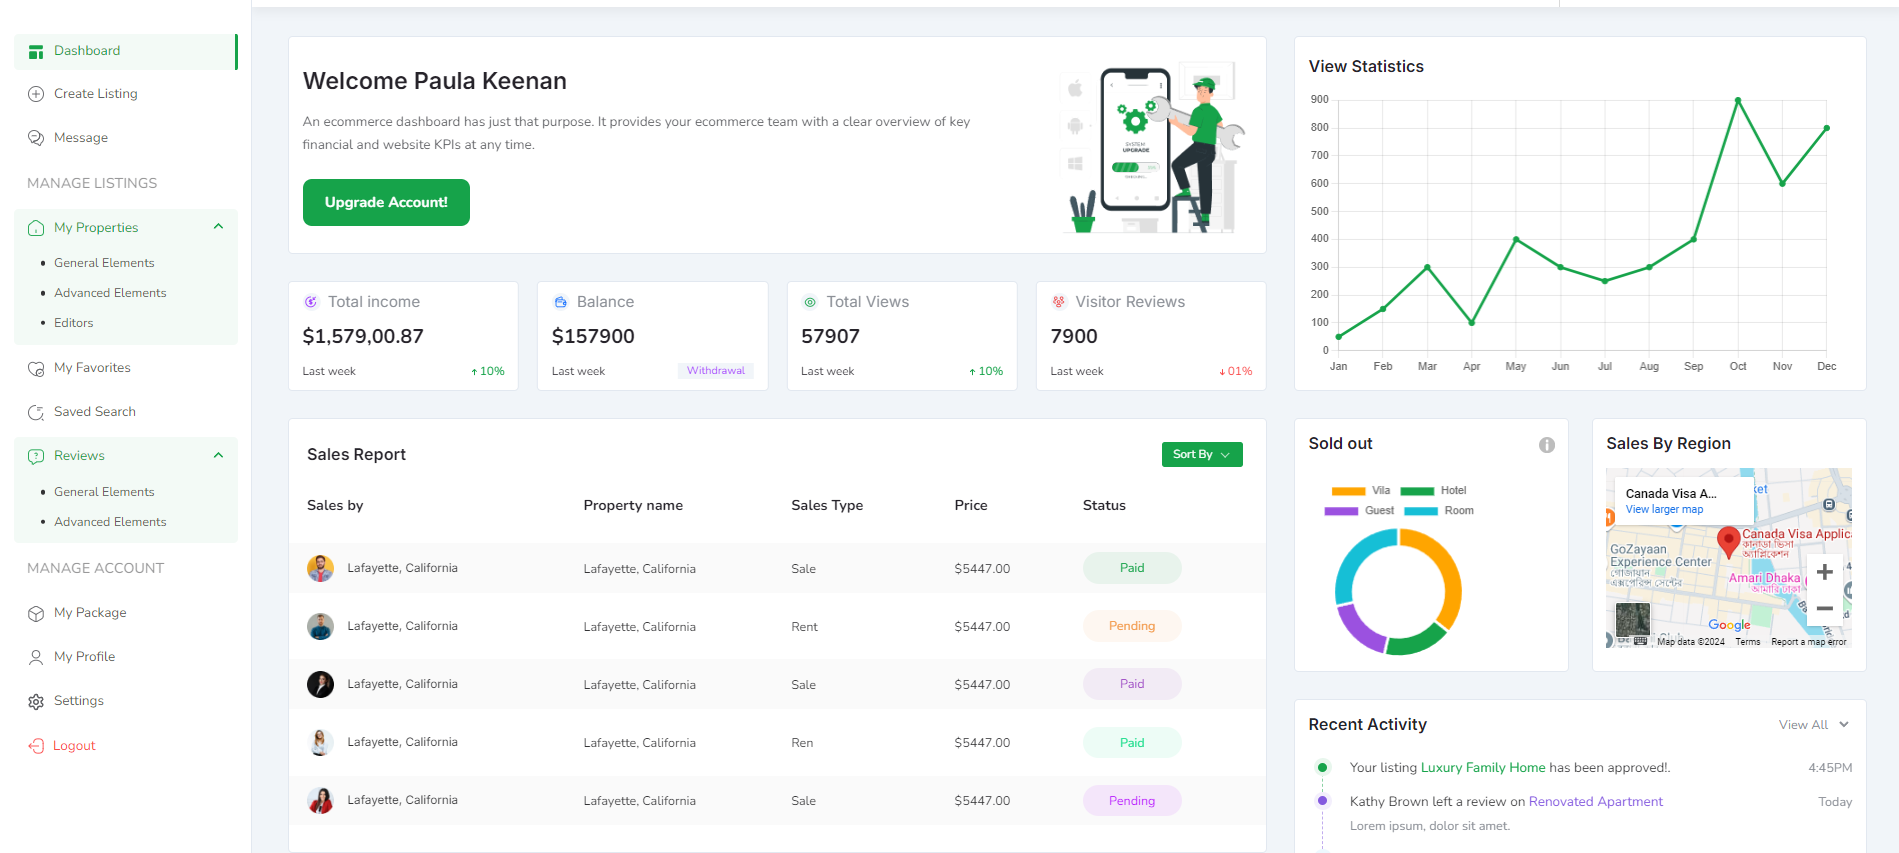 Dashboard
Create Listing
Message
MANAGE LISTINGS
My Properties
General Elements
Advanced Elements
Editors
My Favorites
Saved Search
Reviews
General Elements
Advanced Elements
MANAGE ACCOUNT
My Package
My Profile
Settings
Logout
Welcome Paula Keenan
An ecommerce dashboard has just that purpose. It provides your ecommerce team with a clear overview of key
financial and website KPIs at any time.
Upgrade Account!
SYSTEM
UPGRADE
Total income
$1,579,00.87
Last week
10%
Balance
$157900
Last week
Withdrawal
Total Views
57907
Last week
10%
Visitor Reviews
7900
Last week
01%
View Statistics
900
800
700
600
500
400
300
200
100
0
Jan Feb Mar Apr May Jun Jul Aug Sep Oct Nov Dec
Sales Report
Sort By
Sales by Property name Sales Type Price Status
Lafayette, California Lafayette, California Sale $5447.00 Paid
Lafayette, California Lafayette, California Rent $5447.00 Pending
Lafayette, California Lafayette, California Sale $5447.00 Paid
Lafayette, California Lafayette, California Ren $5447.00 Paid
Lafayette, California Lafayette, California Sale $5447.00 Pending
Sold out
Vila Hotel
Guest Room
Sales By Region
Canada Visa A...
View larger map
ket
Canada Visa Applica
কানাডা ভিসা
অ্যাপ্লিকেশন
GoZayaan
Experience Center
গোজায়ান
এক্সপেরিয়েন্স সেন্টার
Amari Dhaka
আমারি ঢাকা
Google
Map data ©2024 Terms Report a map error
Recent Activity
View All
Your listing Luxury Family Home has been approved!.
4:45PM
Kathy Brown left a review on Renovated Apartment
Today
Lorem ipsum, dolor sit amet.